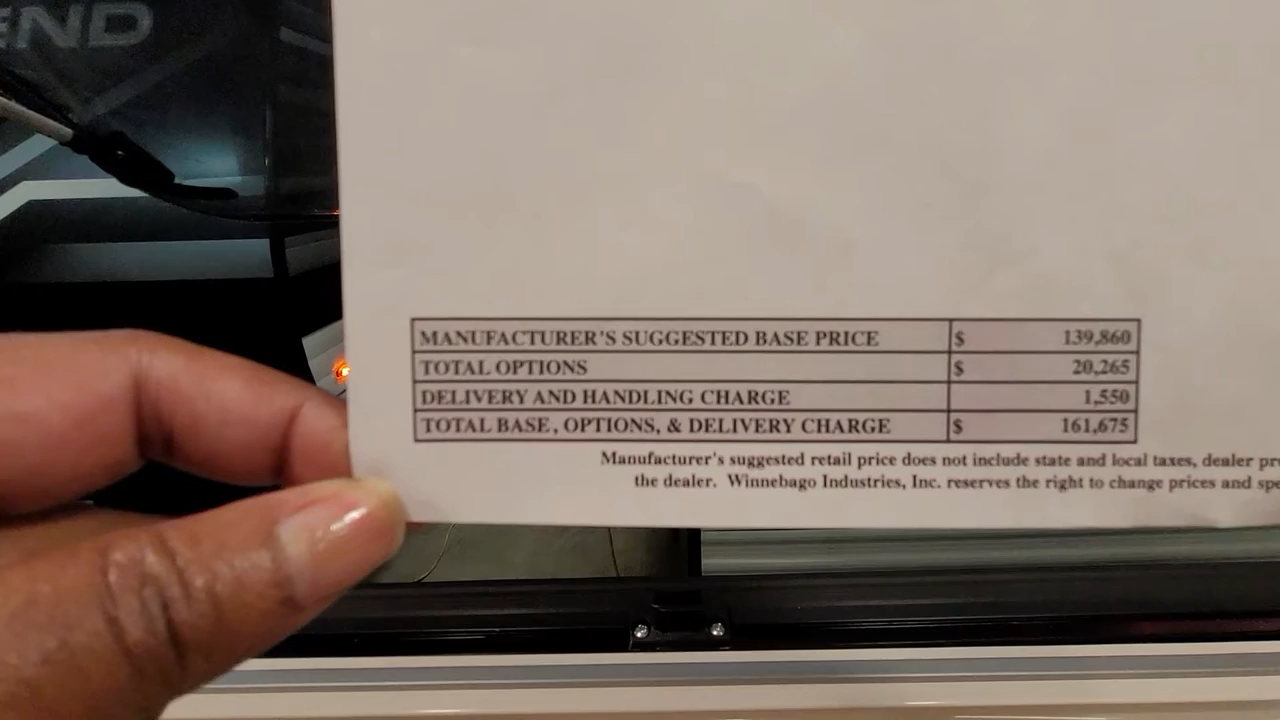 END
MANUFACTURER'S SUGGESTED BASE PRICE $ 139,860
TOTAL OPTIONS $ 20,265
DELIVERY AND HANDLING CHARGE 1,550
TOTAL BASE, OPTIONS, & DELIVERY CHARGE $ 161,675
Manufacturer's suggested retail price does not include state and local taxes, dealer
the dealer. Winnebago Industries, Inc. reserves the right to change prices and